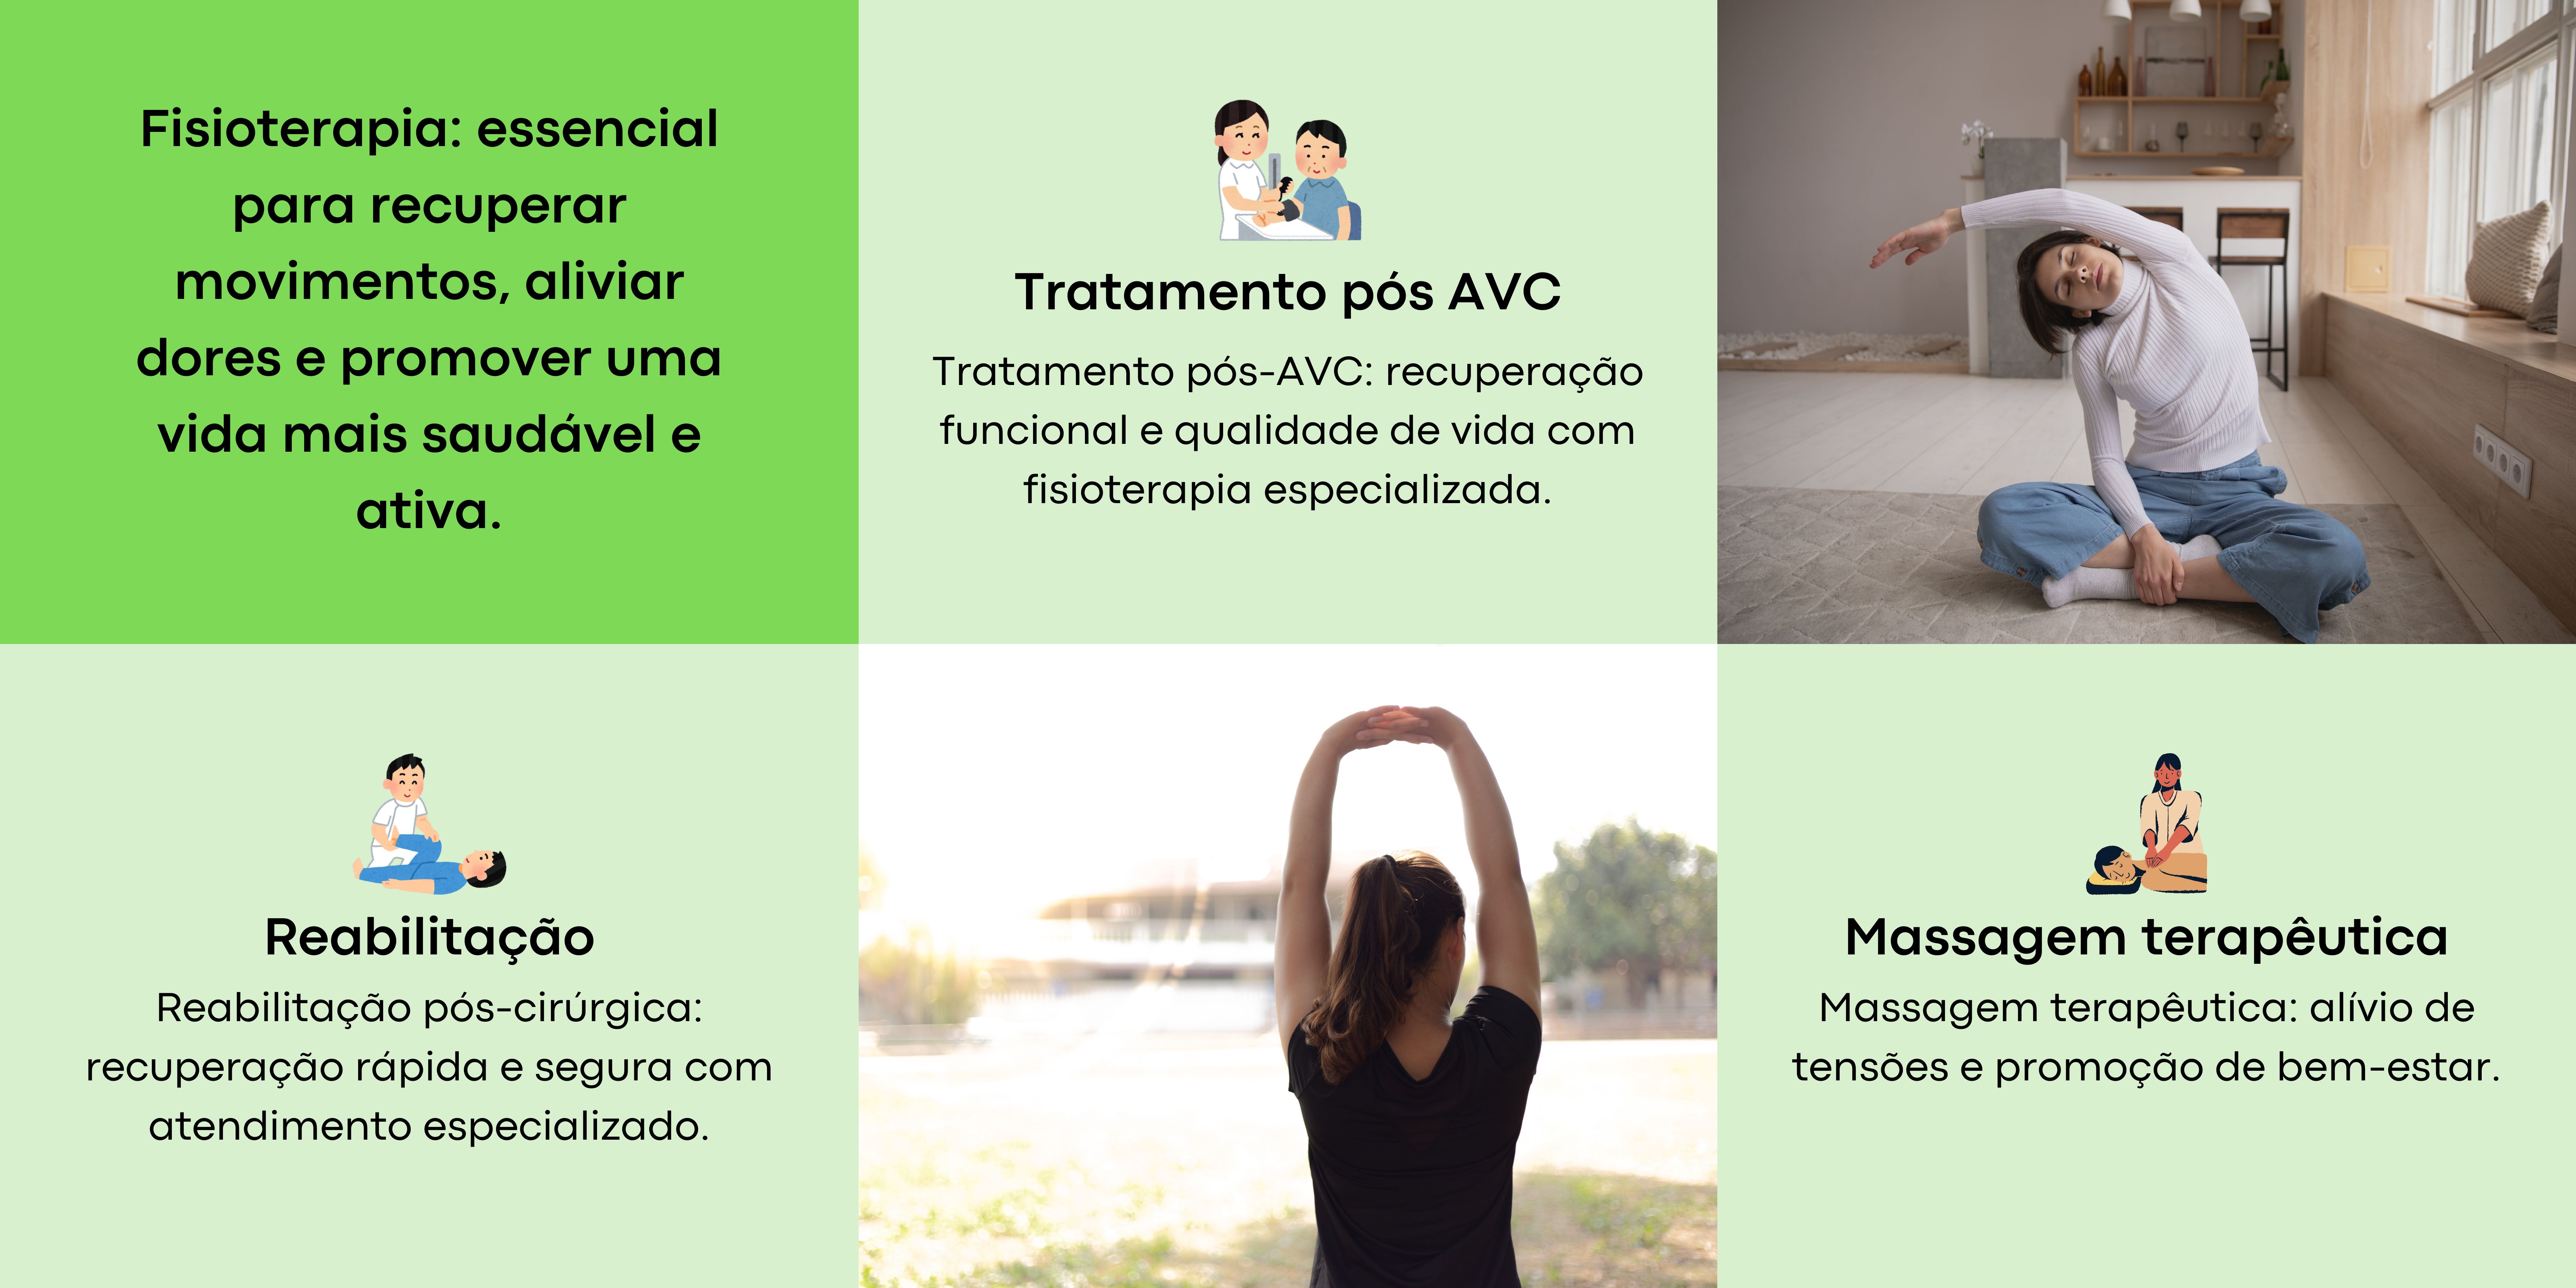 Fisioterapia: essencial
para recuperar
movimentos, aliviar
dores e promover uma
vida mais saudável e
ativa.
Tratamento pós AVC
Tratamento pós-AVC: recuperação
funcional e qualidade de vida com
fisioterapia especializada.
Reabilitação
Reabilitação pós-cirúrgica:
recuperação rápida e segura com
atendimento especializado.
Massagem terapêutica
Massagem terapêutica: alívio de
tensões e promoção de bem-estar.